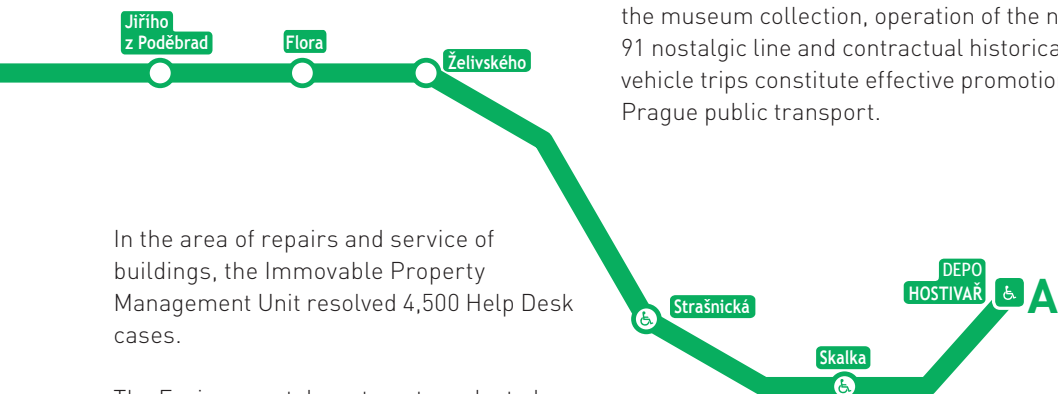 the museum collection, operation of the
91 nostalgic line and contractual historica
vehicle trips constitute effective promotio
Prague public transport.
Jiřího
z Poděbrad
Flora
Želivského
In the area of repairs and service of
buildings, the Immovable Property
Management Unit resolved 4,500 Help Desk
cases.
Strašnická
DEPO
HOSTIVAŘ
A
Skalka